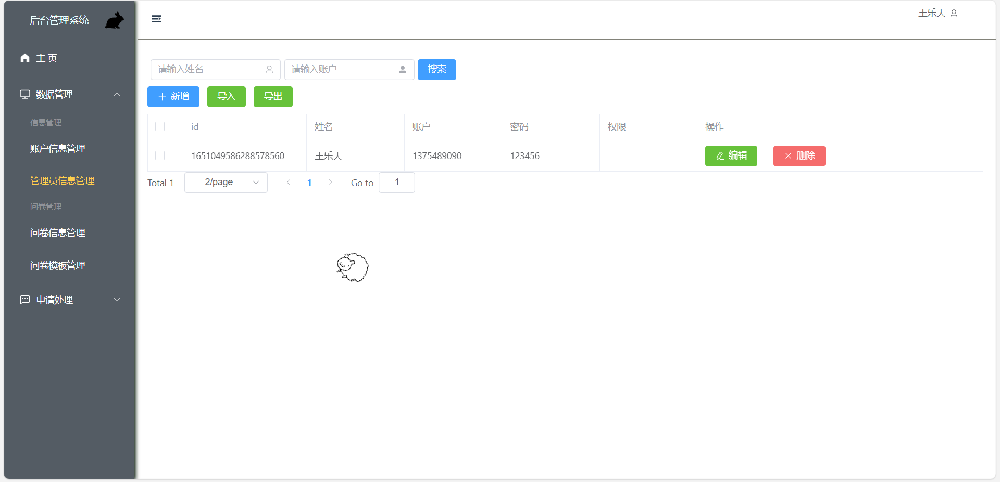 后台管理系统
王乐天
主页
数据管理
信息管理
账户信息管理
管理员信息管理
问卷管理
问卷信息管理
问卷模板管理
申请处理
请输入姓名 请输入账户 搜索
新增 导入 导出
id 姓名 账户 密码 权限 操作
1651049586288578560 王乐天 1375489090 123456 编辑 删除
Total 1 2/page 1 Go to 1